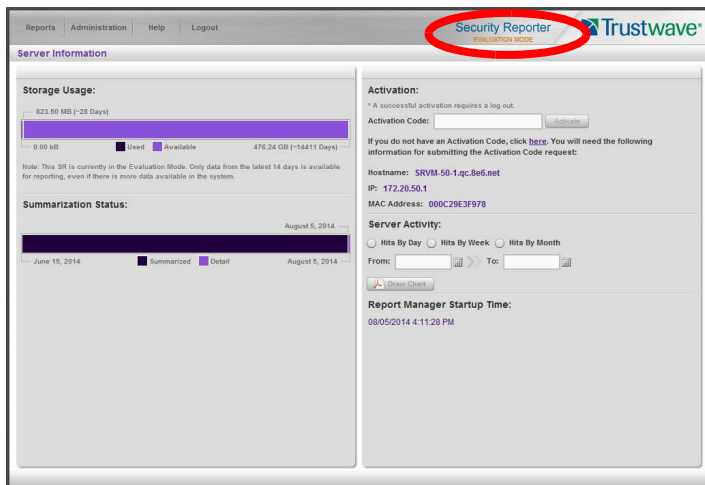 Reports Administration Help Logout
Security Reporter
EVALUATION MODE
Trustwave®
Server Information
Storage Usage:
823.50 MB (~28 Days)
0.00 kB Used Available 476.24 GB (~14411 Days)
Note: This SR is currently in the Evaluation Mode. Only data from the latest 14 days is available
for reporting, even if there is more data available in the system.
Summarization Status:
August 5, 2014
June 15, 2014 Summarized Detail August 5, 2014
Activation:
* A successful activation requires a log out.
Activation Code: Activate
If you do not have an Activation Code, click here. You will need the following
information for submitting the Activation Code request:
Hostname: SRVM-50-1.qc.8e6.net
IP: 172.20.50.1
MAC Address: 000C29E3F978
Server Activity:
Hits By Day Hits By Week Hits By Month
From: To:
Draw Chart
Report Manager Startup Time:
08/05/2014 4:11:28 PM